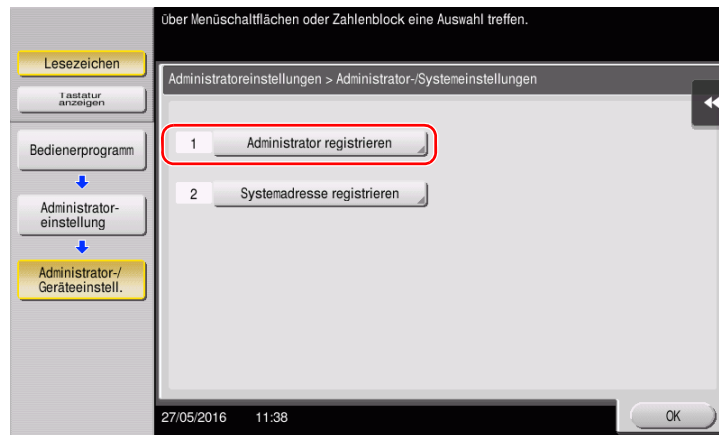 über Menüschaltflächen oder Zahlenblock eine Auswahl treffen.
Lesezeichen
Tastatur
anzeigen
Administratoreinstellungen > Administrator-/Systemeinstellungen
Bedienerprogramm
1 Administrator registrieren
Administrator-
einstellung
2 Systemadresse registrieren
Administrator-/
Geräteeinstell.
27/05/2016 11:38
OK